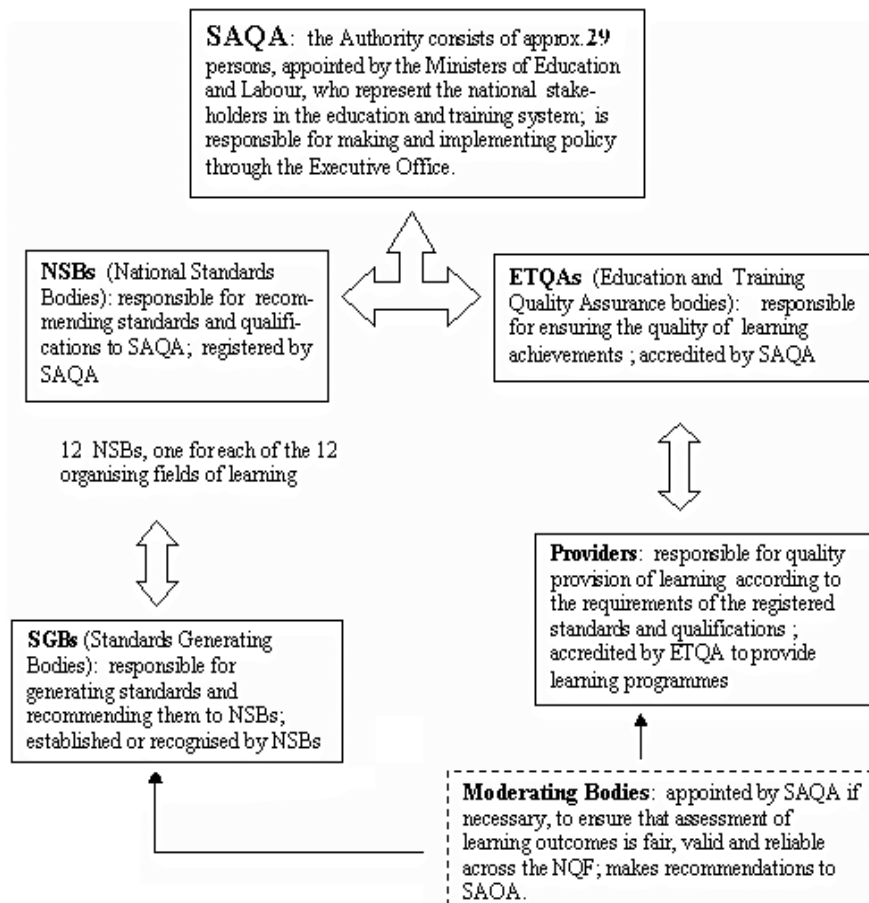 SAQA: the Authority consists of approx.29
persons, appointed by the Ministers of Education
and Labour, who represent the national stake-
holders in the education and training system; is
responsible for making and implementing policy
through the Executive Office.
NSBs (National Standards
Bodies): responsible for recom-
mending standards and qualifi-
cations to SAQA; registered by
SAQA
ETQAs (Education and Training
Quality Assurance bodies): responsible
for ensuring the quality of learning
achievements ; accredited by SAQA
12 NSBs, one for each of the 12
organising fields of learning
Providers: responsible for quality
provision of learning according to
the requirements of the registered
standards and qualifications ;
accredited by ETQA to provide
learning programmes
SGBs (Standards Generating
Bodies): responsible for
generating standards and
recommending them to NSBs;
established or recognised by NSBs
Moderating Bodies: appointed by SAQA if
necessary, to ensure that assessment of
learning outcomes is fair, valid and reliable
across the NQF; makes recommendations to
SAQA.